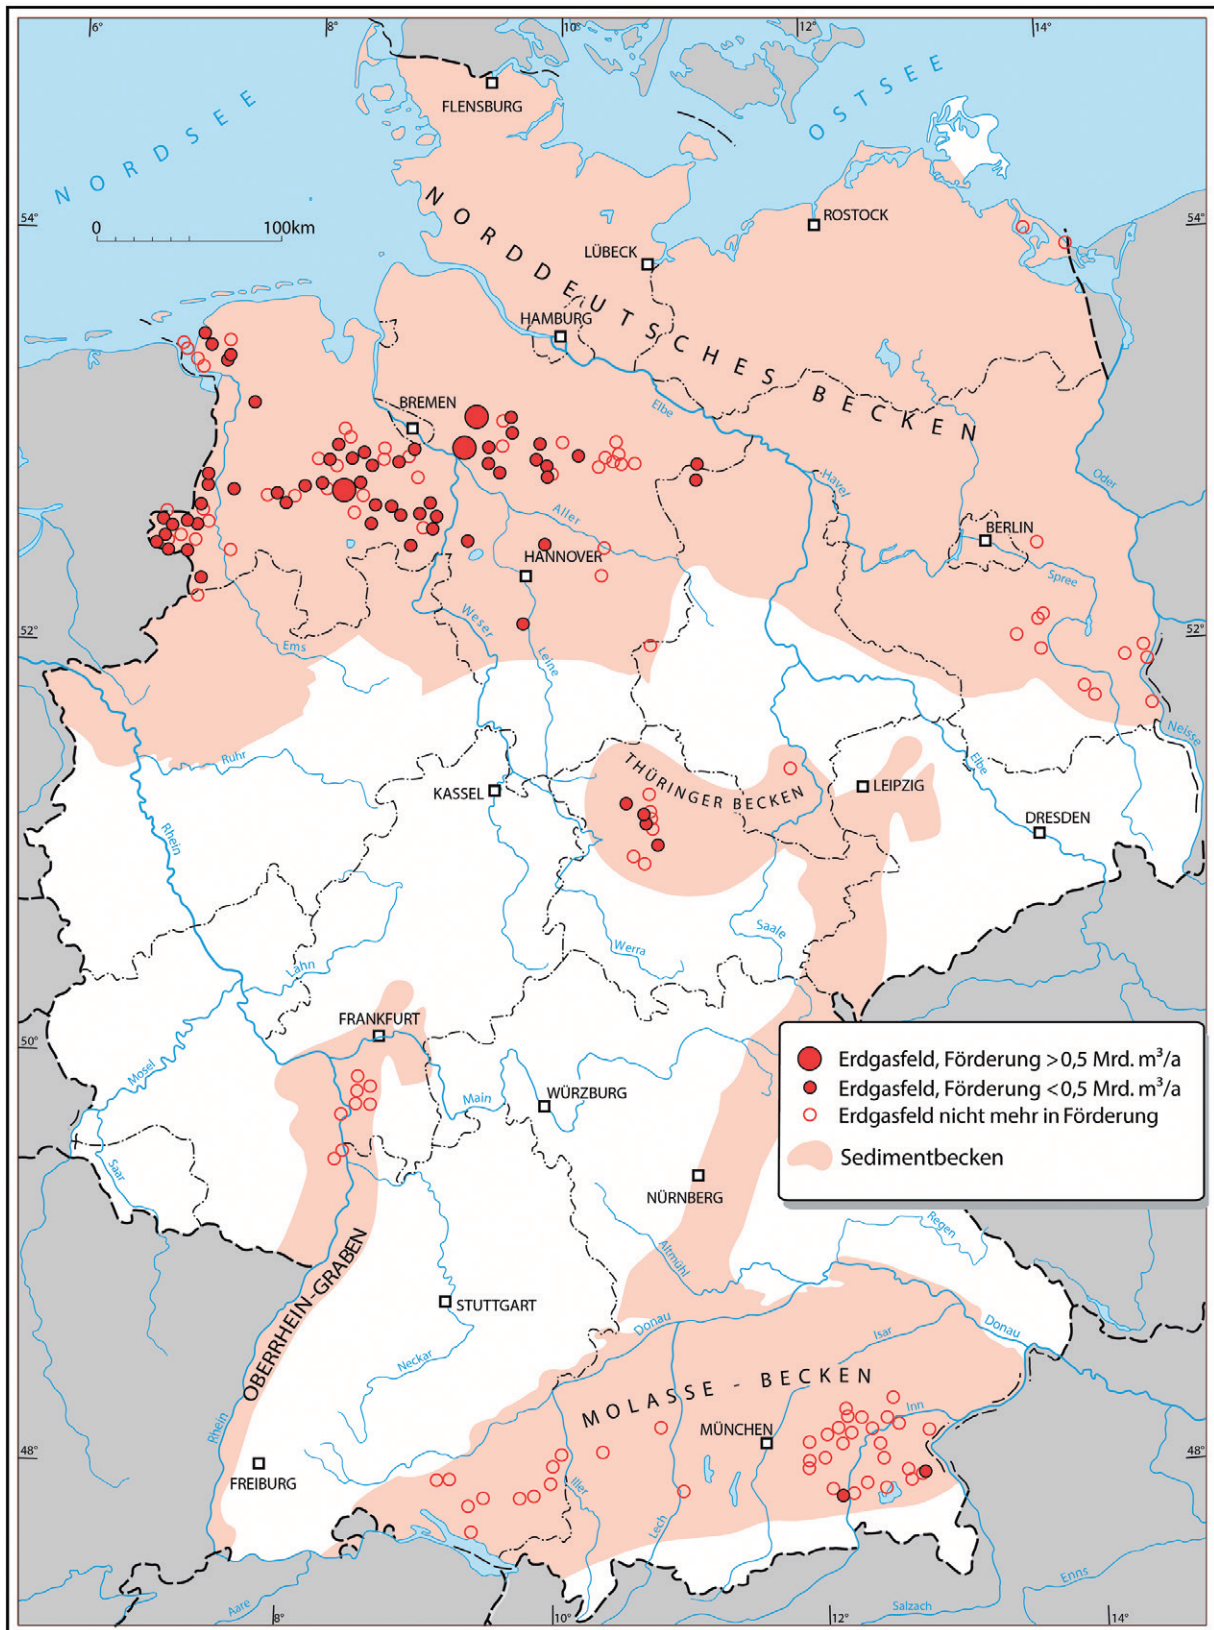 6°
8°
10°
12°
14°
NORDSEE
OSTSEE
FLENSBURG
54°
54°
0
100km
ROSTOCK
LÜBECK
NORDDEUTSCHES BECKEN
HAMBURG
BREMEN
Elbe
Havel
Oder
Aller
BERLIN
HANNOVER
Spree
Weser
52°
52°
Ems
Leine
Neisse
Ruhr
THÜRINGER BECKEN
Elbe
KASSEL
LEIPZIG
DRESDEN
Rhein
Saale
Werra
Lahn
FRANKFURT
50°
Mosel
Main
WÜRZBURG
Saar
NÜRNBERG
Erdgasfeld, Förderung >0,5 Mrd. m³/a
Erdgasfeld, Förderung <0,5 Mrd. m³/a
Erdgasfeld nicht mehr in Förderung
Sedimentbecken
Regen
Altmühl
OBERRHEIN-GRABEN
STUTTGART
Donau
Isar
Donau
Neckar
MOLASSE - BECKEN
Rhein
MÜNCHEN
Inn
48°
48°
FREIBURG
Iller
Lech
Aare
Enns
Salzach
8°
10°
12°
14°